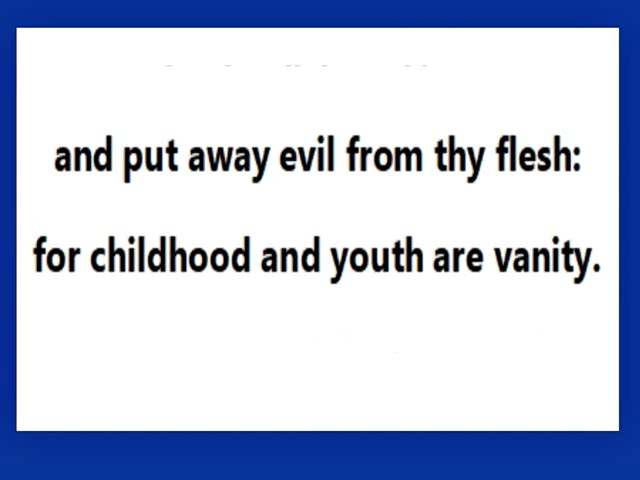 and put away evil from thy flesh:
for childhood and youth are vanity.